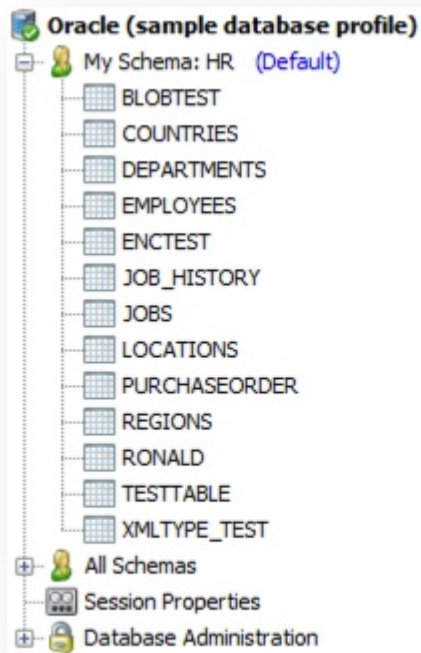 Oracle (sample database profile)
My Schema: HR (Default)
BLOBTEST
COUNTRIES
DEPARTMENTS
EMPLOYEES
ENCTEST
JOB_HISTORY
JOBS
LOCATIONS
PURCHASEORDER
REGIONS
RONALD
TESTTABLE
XMLTYPE_TEST
All Schemas
Session Properties
Database Administration